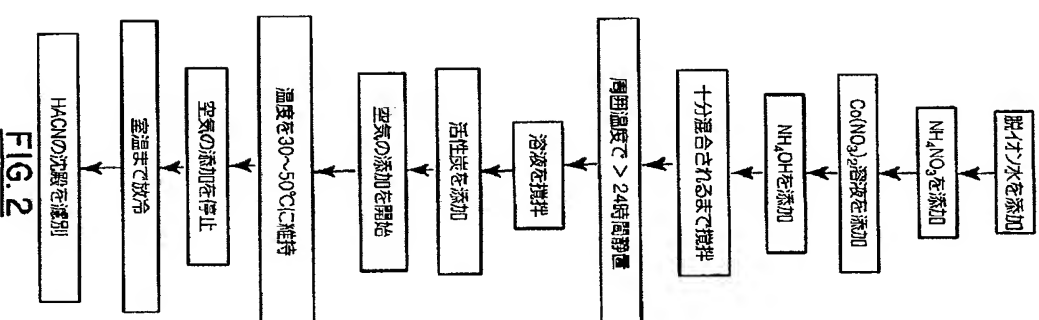 脱イオン水を添加
NH₄NO₃を添加
Co(NO₃)₂溶液を添加
NH₄OHを添加
十分混合されるまで撹拌
周囲温度で > 24時間静置
溶液を撹拌
活性炭を添加
空気の添加を開始
温度を30~50℃に維持
空気の添加を停止
室温まで放冷
HACNの沈殿を濾別
FIG. 2